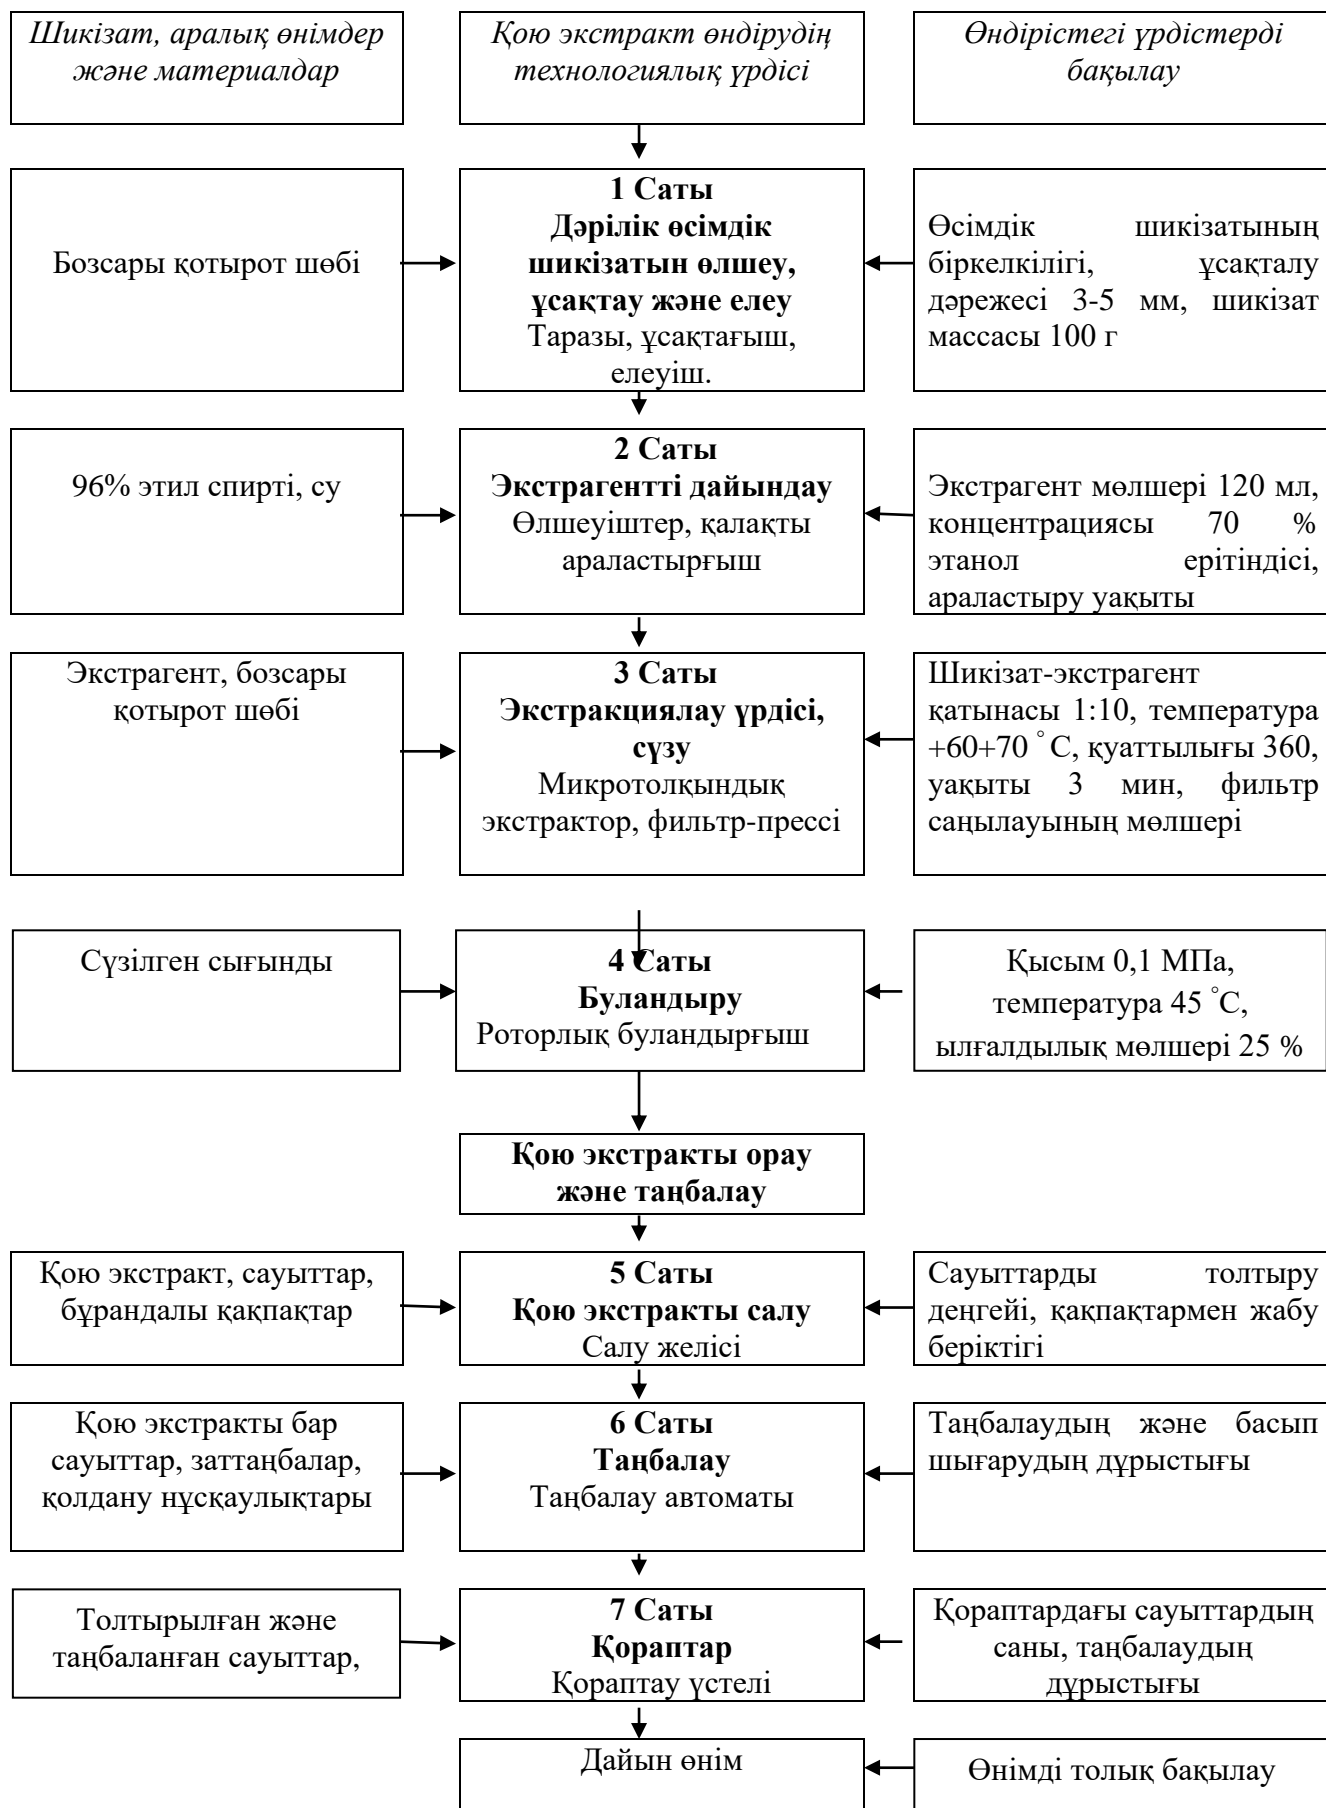 Шикізат, аралық өнімдер
және материалдар
Қою экстракт өндірудің
технологиялық үрдісі
Өндірістегі үрдістерді
бақылау
Бозсары қотырот шөбі
1 Саты
Дәрілік өсімдік
шикізатын өлшеу,
ұсақтау және елеу
Таразы, ұсақтағыш,
елеуіш.
Өсімдік шикізатының
біркелкілігі, ұсақталу
дәрежесі 3-5 мм, шикізат
массасы 100 г
96% этил спирті, су
2 Саты
Экстрагентті дайындау
Өлшеуіштер, қалақты
араластырғыш
Экстрагент мөлшері 120 мл,
концентрациясы 70 %
этанол ерітіндісі,
араластыру уақыты
Экстрагент, бозсары
қотырот шөбі
3 Саты
Экстракциялау үрдісі,
сүзу
Микротолқындық
экстрактор, фильтр-прессі
Шикізат-экстрагент
қатынасы 1:10, температура
+60+70 ˚ С, қуаттылығы 360,
уақыты 3 мин, фильтр
саңылауының мөлшері
Сүзілген сығынды
4 Саты
Буландыру
Роторлық буландырғыш
Қысым 0,1 МПа,
температура 45 ˚С,
ылғалдылық мөлшері 25 %
Қою экстракты орау
және таңбалау
Қою экстракт, сауыттар,
бұрандалы қақпақтар
5 Саты
Қою экстракты салу
Салу желісі
Сауыттарды толтыру
деңгейі, қақпақтармен жабу
беріктігі
Қою экстракты бар
сауыттар, заттаңбалар,
қолдану нұсқаулықтары
6 Саты
Таңбалау
Таңбалау автоматы
Таңбалаудың және басып
шығарудың дұрыстығы
Толтырылған және
таңбаланған сауыттар,
7 Саты
Қораптар
Қораптау үстелі
Қораптардағы сауыттардың
саны, таңбалаудың
дұрыстығы
Дайын өнім
Өнімді толық бақылау